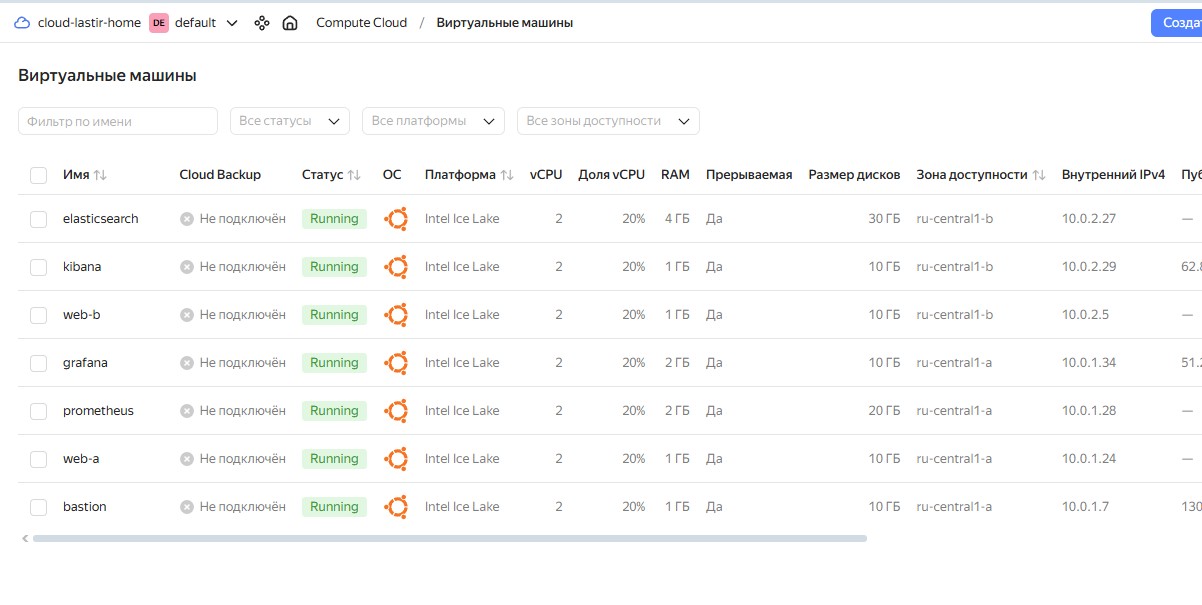 cloud-lastir-home DE default Compute Cloud / Виртуальные машины
Виртуальные машины
Фильтр по имени Все статусы Все платформы Все зоны доступности
Имя Cloud Backup Статус ОС Платформа vCPU Доля vCPU RAM Прерываемая Размер дисков Зона доступности Внутренний IPv4
elasticsearch Не подключён Running Intel Ice Lake 2 20% 4 ГБ Да 30 ГБ ru-central1-b 10.0.2.27 —
kibana Не подключён Running Intel Ice Lake 2 20% 1 ГБ Да 10 ГБ ru-central1-b 10.0.2.29
web-b Не подключён Running Intel Ice Lake 2 20% 1 ГБ Да 10 ГБ ru-central1-b 10.0.2.5 —
grafana Не подключён Running Intel Ice Lake 2 20% 2 ГБ Да 10 ГБ ru-central1-a 10.0.1.34
prometheus Не подключён Running Intel Ice Lake 2 20% 2 ГБ Да 20 ГБ ru-central1-a 10.0.1.28 —
web-a Не подключён Running Intel Ice Lake 2 20% 1 ГБ Да 10 ГБ ru-central1-a 10.0.1.24 —
bastion Не подключён Running Intel Ice Lake 2 20% 1 ГБ Да 10 ГБ ru-central1-a 10.0.1.7 130